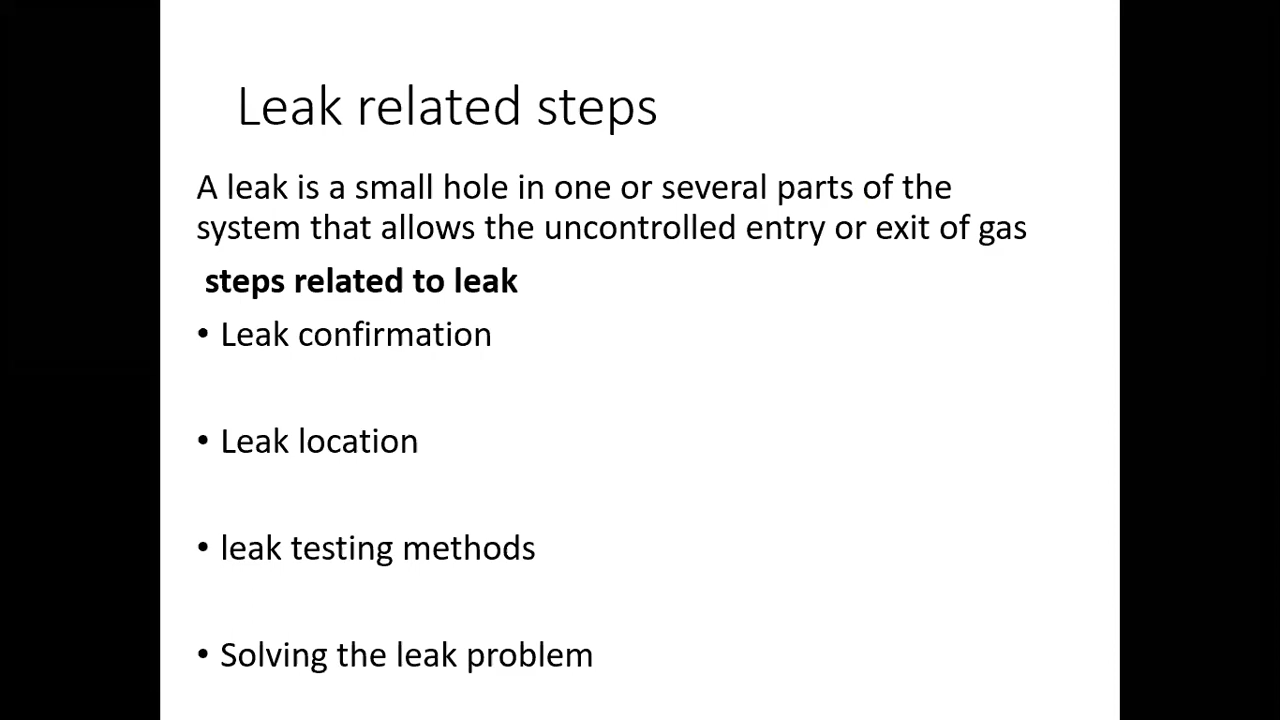 Leak related steps
A leak is a small hole in one or several parts of the
system that allows the uncontrolled entry or exit of gas
steps related to leak
• Leak confirmation
• Leak location
• leak testing methods
• Solving the leak problem